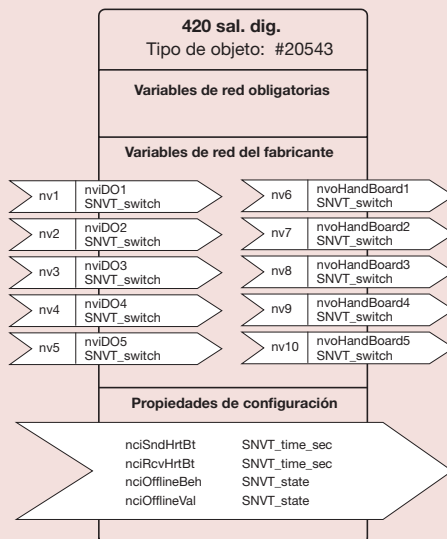 420 sal. dig.
Tipo de objeto: #20543
Variables de red obligatorias
Variables de red del fabricante
nv1 nviDO1
SNVT_switch
nv2 nviDO2
SNVT_switch
nv3 nviDO3
SNVT_switch
nv4 nviDO4
SNVT_switch
nv5 nviDO5
SNVT_switch
nv6 nvoHandBoard1
SNVT_switch
nv7 nvoHandBoard2
SNVT_switch
nv8 nvoHandBoard3
SNVT_switch
nv9 nvoHandBoard4
SNVT_switch
nv10 nvoHandBoard5
SNVT_switch
Propiedades de configuración
nciSndHrtBt SNVT_time_sec
nciRcvHrtBt SNVT_time_sec
nciOfflineBeh SNVT_state
nciOfflineVal SNVT_state